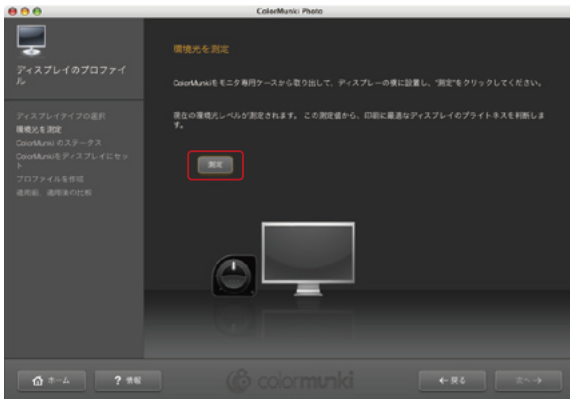 ColorMunki Photo
ディスプレイのプロファイ
ル
環境光を測定
ColorMunkiをモニタ専用ケースから取り出して、ディスプレーの横に設置し、"測定"をクリックしてください。
現在の環境光レベルが測定されます。この測定値から、印刷に最適なディスプレイのブライトネスを判断しま
す。
測定
ディスプレイタイプの選択
環境光を測定
ColorMunki のステータス
ColorMunkiをディスプレイにセッ
ト
プロファイルを作成
適用前、適用後の比較
ホーム
? 情報
colormunki
戻る
次へ